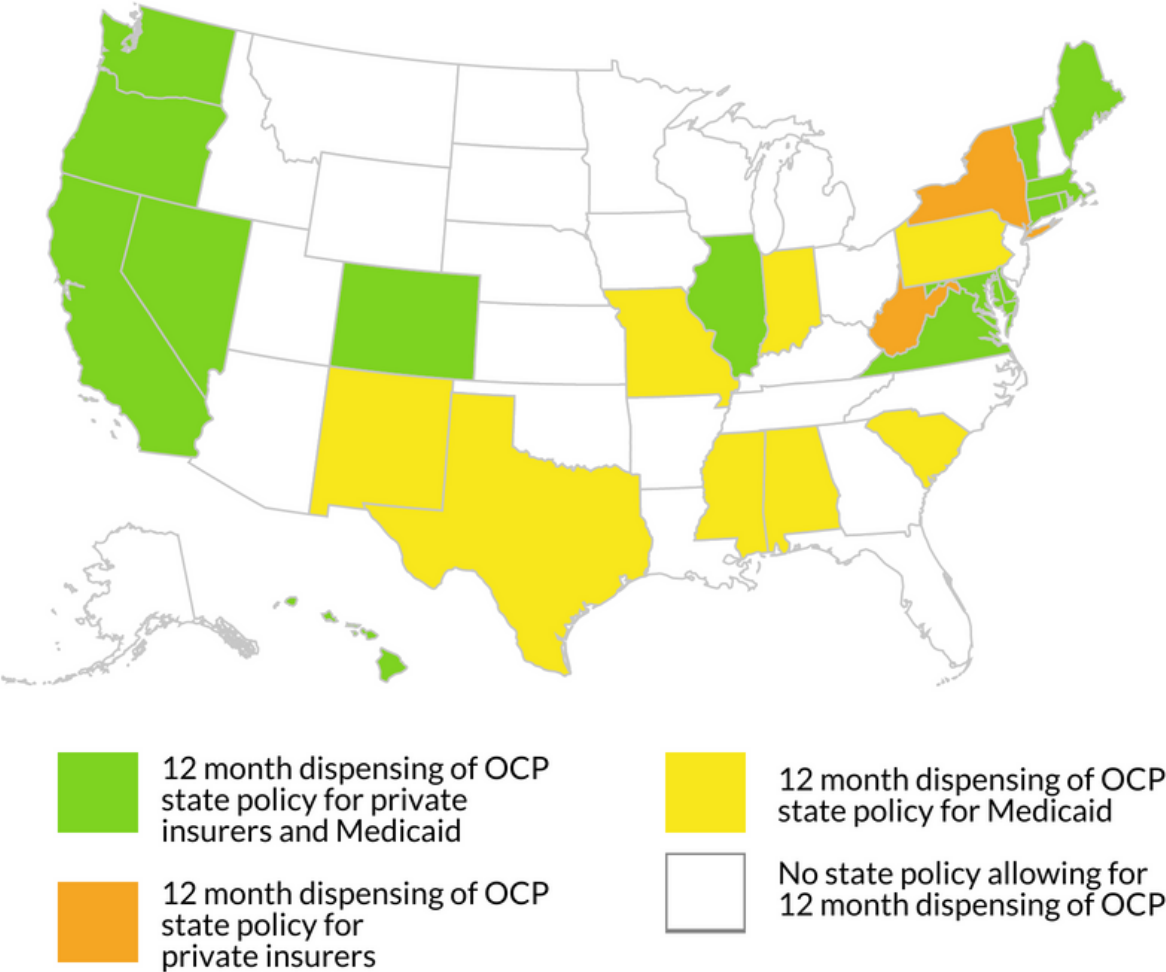 12 month dispensing of OCP
state policy for private
insurers and Medicaid
12 month dispensing of OCP
state policy for
private insurers
12 month dispensing of OCP
state policy for Medicaid
No state policy allowing for
12 month dispensing of OCP